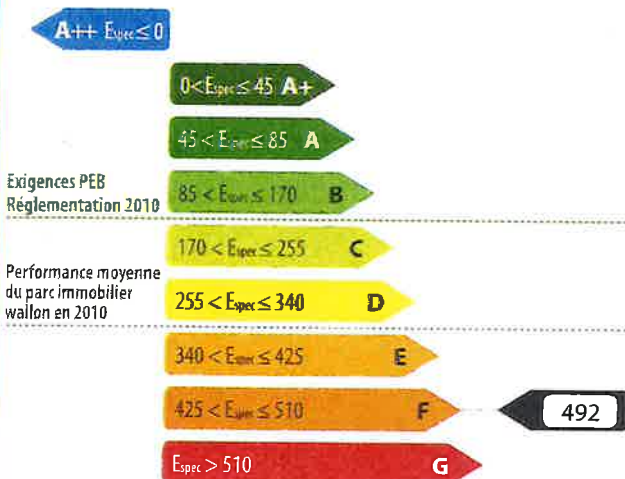 A++ Espec ≤ 0
0 < Espec ≤ 45 A+
45 < Espec ≤ 85 A
Exigences PEB
Réglementation 2010
85 < Espec ≤ 170 B
170 < Espec ≤ 255 C
Performance moyenne
du parc immobilier
wallon en 2010
255 < Espec ≤ 340 D
340 < Espec ≤ 425 E
425 < Espec ≤ 510 F
492
Espec > 510 G